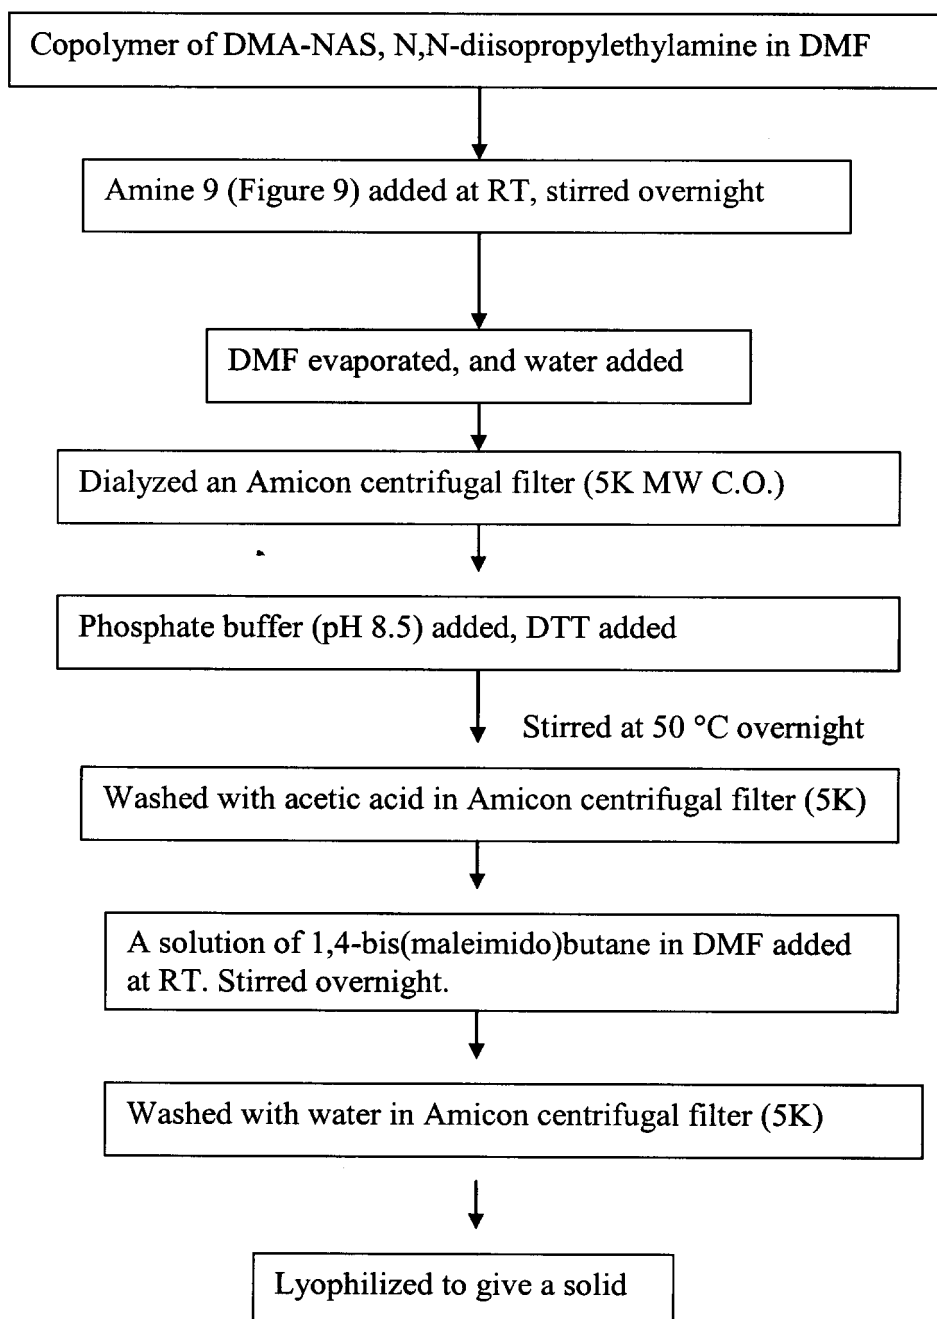 Copolymer of DMA-NAS, N,N-diisopropylethylamine in DMF
Amine 9 (Figure 9) added at RT, stirred overnight
DMF evaporated, and water added
Dialyzed an Amicon centrifugal filter (5K MW C.O.)
Phosphate buffer (pH 8.5) added, DTT added
Stirred at 50 °C overnight
Washed with acetic acid in Amicon centrifugal filter (5K)
A solution of 1,4-bis(maleimido)butane in DMF added
at RT. Stirred overnight.
Washed with water in Amicon centrifugal filter (5K)
Lyophilized to give a solid